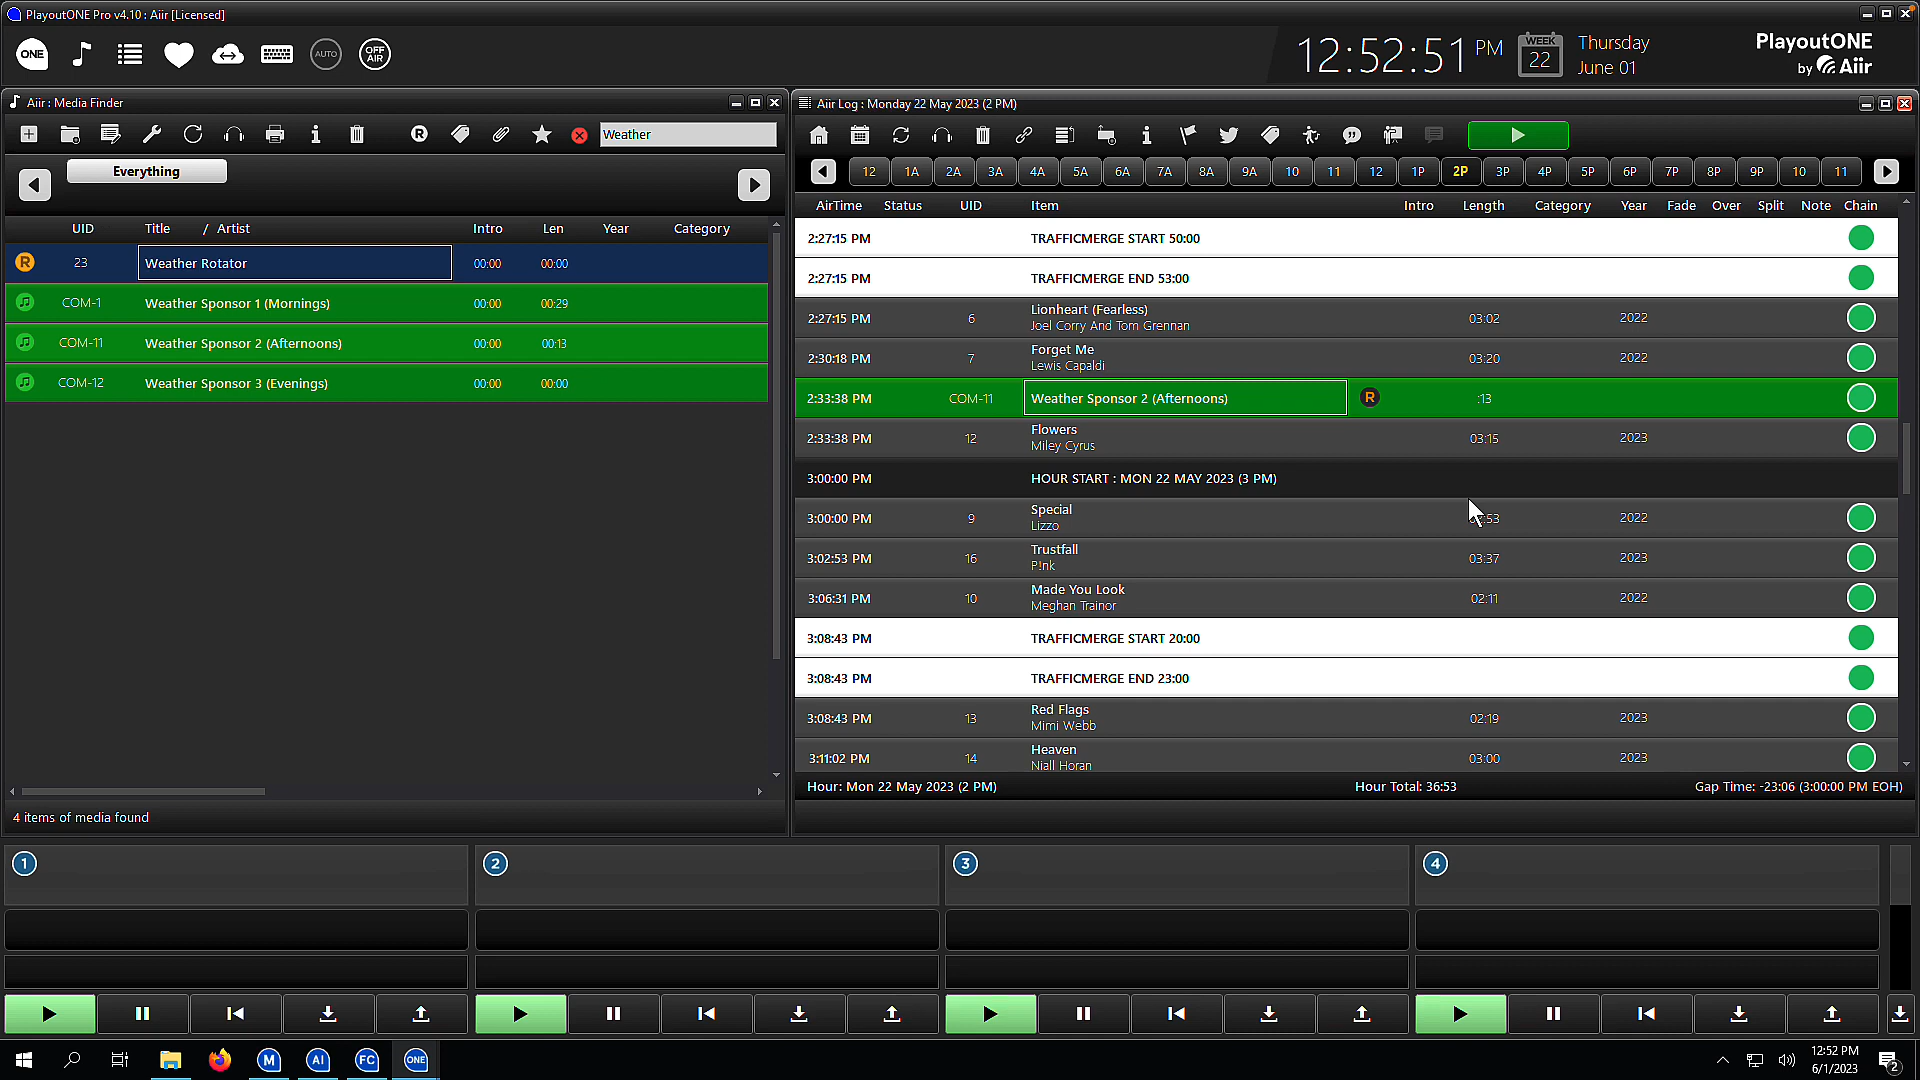 PlayoutONE Pro v4.10 : Aiir [Licensed]
ONE
AUTO
OFF AIR
12:52:51 PM
WEEK 22
Thursday
June 01
PlayoutONE
by Aiir
Aiir : Media Finder
R
Weather
Everything
UID Title / Artist Intro Len Year Category
R 23 Weather Rotator 00:00 00:00
COM-1 Weather Sponsor 1 (Mornings) 00:00 00:29
COM-11 Weather Sponsor 2 (Afternoons) 00:00 00:13
COM-12 Weather Sponsor 3 (Evenings) 00:00 00:00
4 items of media found
Aiir Log : Monday 22 May 2023 (2 PM)
12 1A 2A 3A 4A 5A 6A 7A 8A 9A 10 11 12 1P 2P 3P 4P 5P 6P 7P 8P 9P 10 11
AirTime Status UID Item Intro Length Category Year Fade Over Split Note Chain
2:27:15 PM TRAFFICMERGE START 50:00
2:27:15 PM TRAFFICMERGE END 53:00
2:27:15 PM 6 Lionheart (Fearless) 03:02 2022
Joel Corry And Tom Grennan
2:30:18 PM 7 Forget Me 03:20 2022
Lewis Capaldi
2:33:38 PM COM-11 Weather Sponsor 2 (Afternoons) R :13
2:33:38 PM 12 Flowers 03:15 2023
Miley Cyrus
3:00:00 PM HOUR START : MON 22 MAY 2023 (3 PM)
3:00:00 PM 9 Special :53 2022
Lizzo
3:02:53 PM 16 Trustfall 03:37 2023
P!nk
3:06:31 PM 10 Made You Look 02:11 2022
Meghan Trainor
3:08:43 PM TRAFFICMERGE START 20:00
3:08:43 PM TRAFFICMERGE END 23:00
3:08:43 PM 13 Red Flags 02:19 2023
Mimi Webb
3:11:02 PM 14 Heaven 03:00 2023
Niall Horan
Hour: Mon 22 May 2023 (2 PM) Hour Total: 36:53 Gap Time: -23:06 (3:00:00 PM EOH)
1 2 3 4
M AI FC ONE
12:52 PM
6/1/2023
2